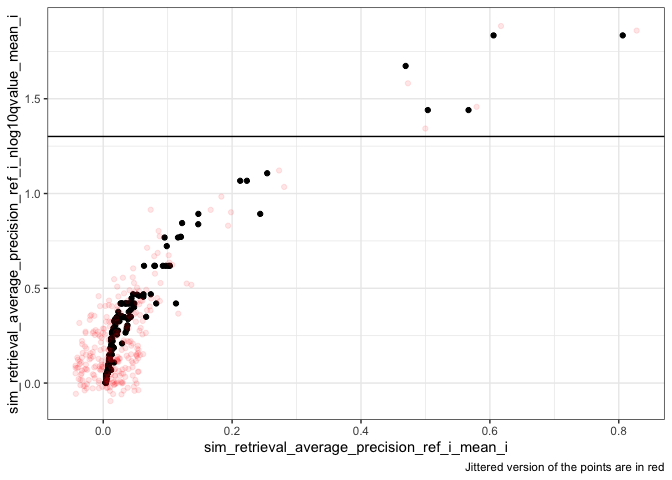 sim_retrieval_average_precision_ref_i_nlog10qvalue_mean_i
1.5
1.0
0.5
0.0
0.0 0.2 0.4 0.6 0.8
sim_retrieval_average_precision_ref_i_mean_i
Jittered version of the points are in red